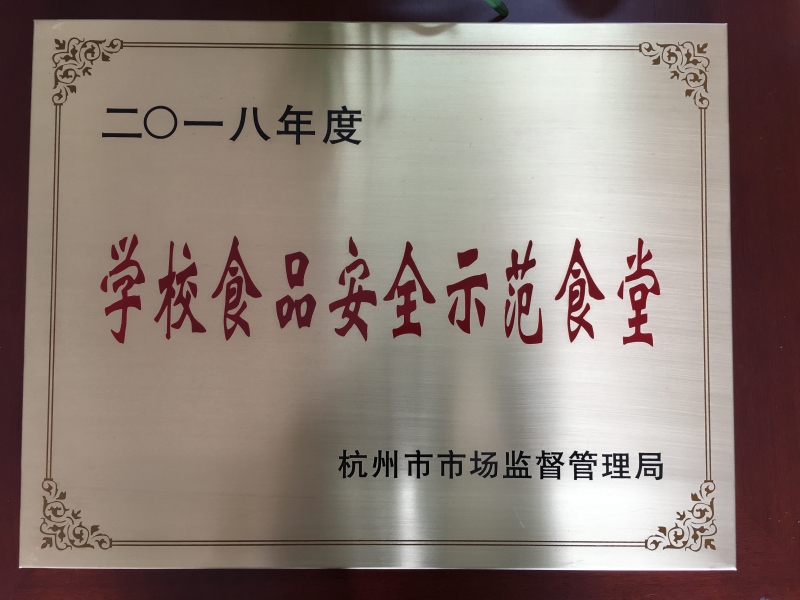 二〇一八年度
学校食品安全示范食堂
杭州市市场监督管理局